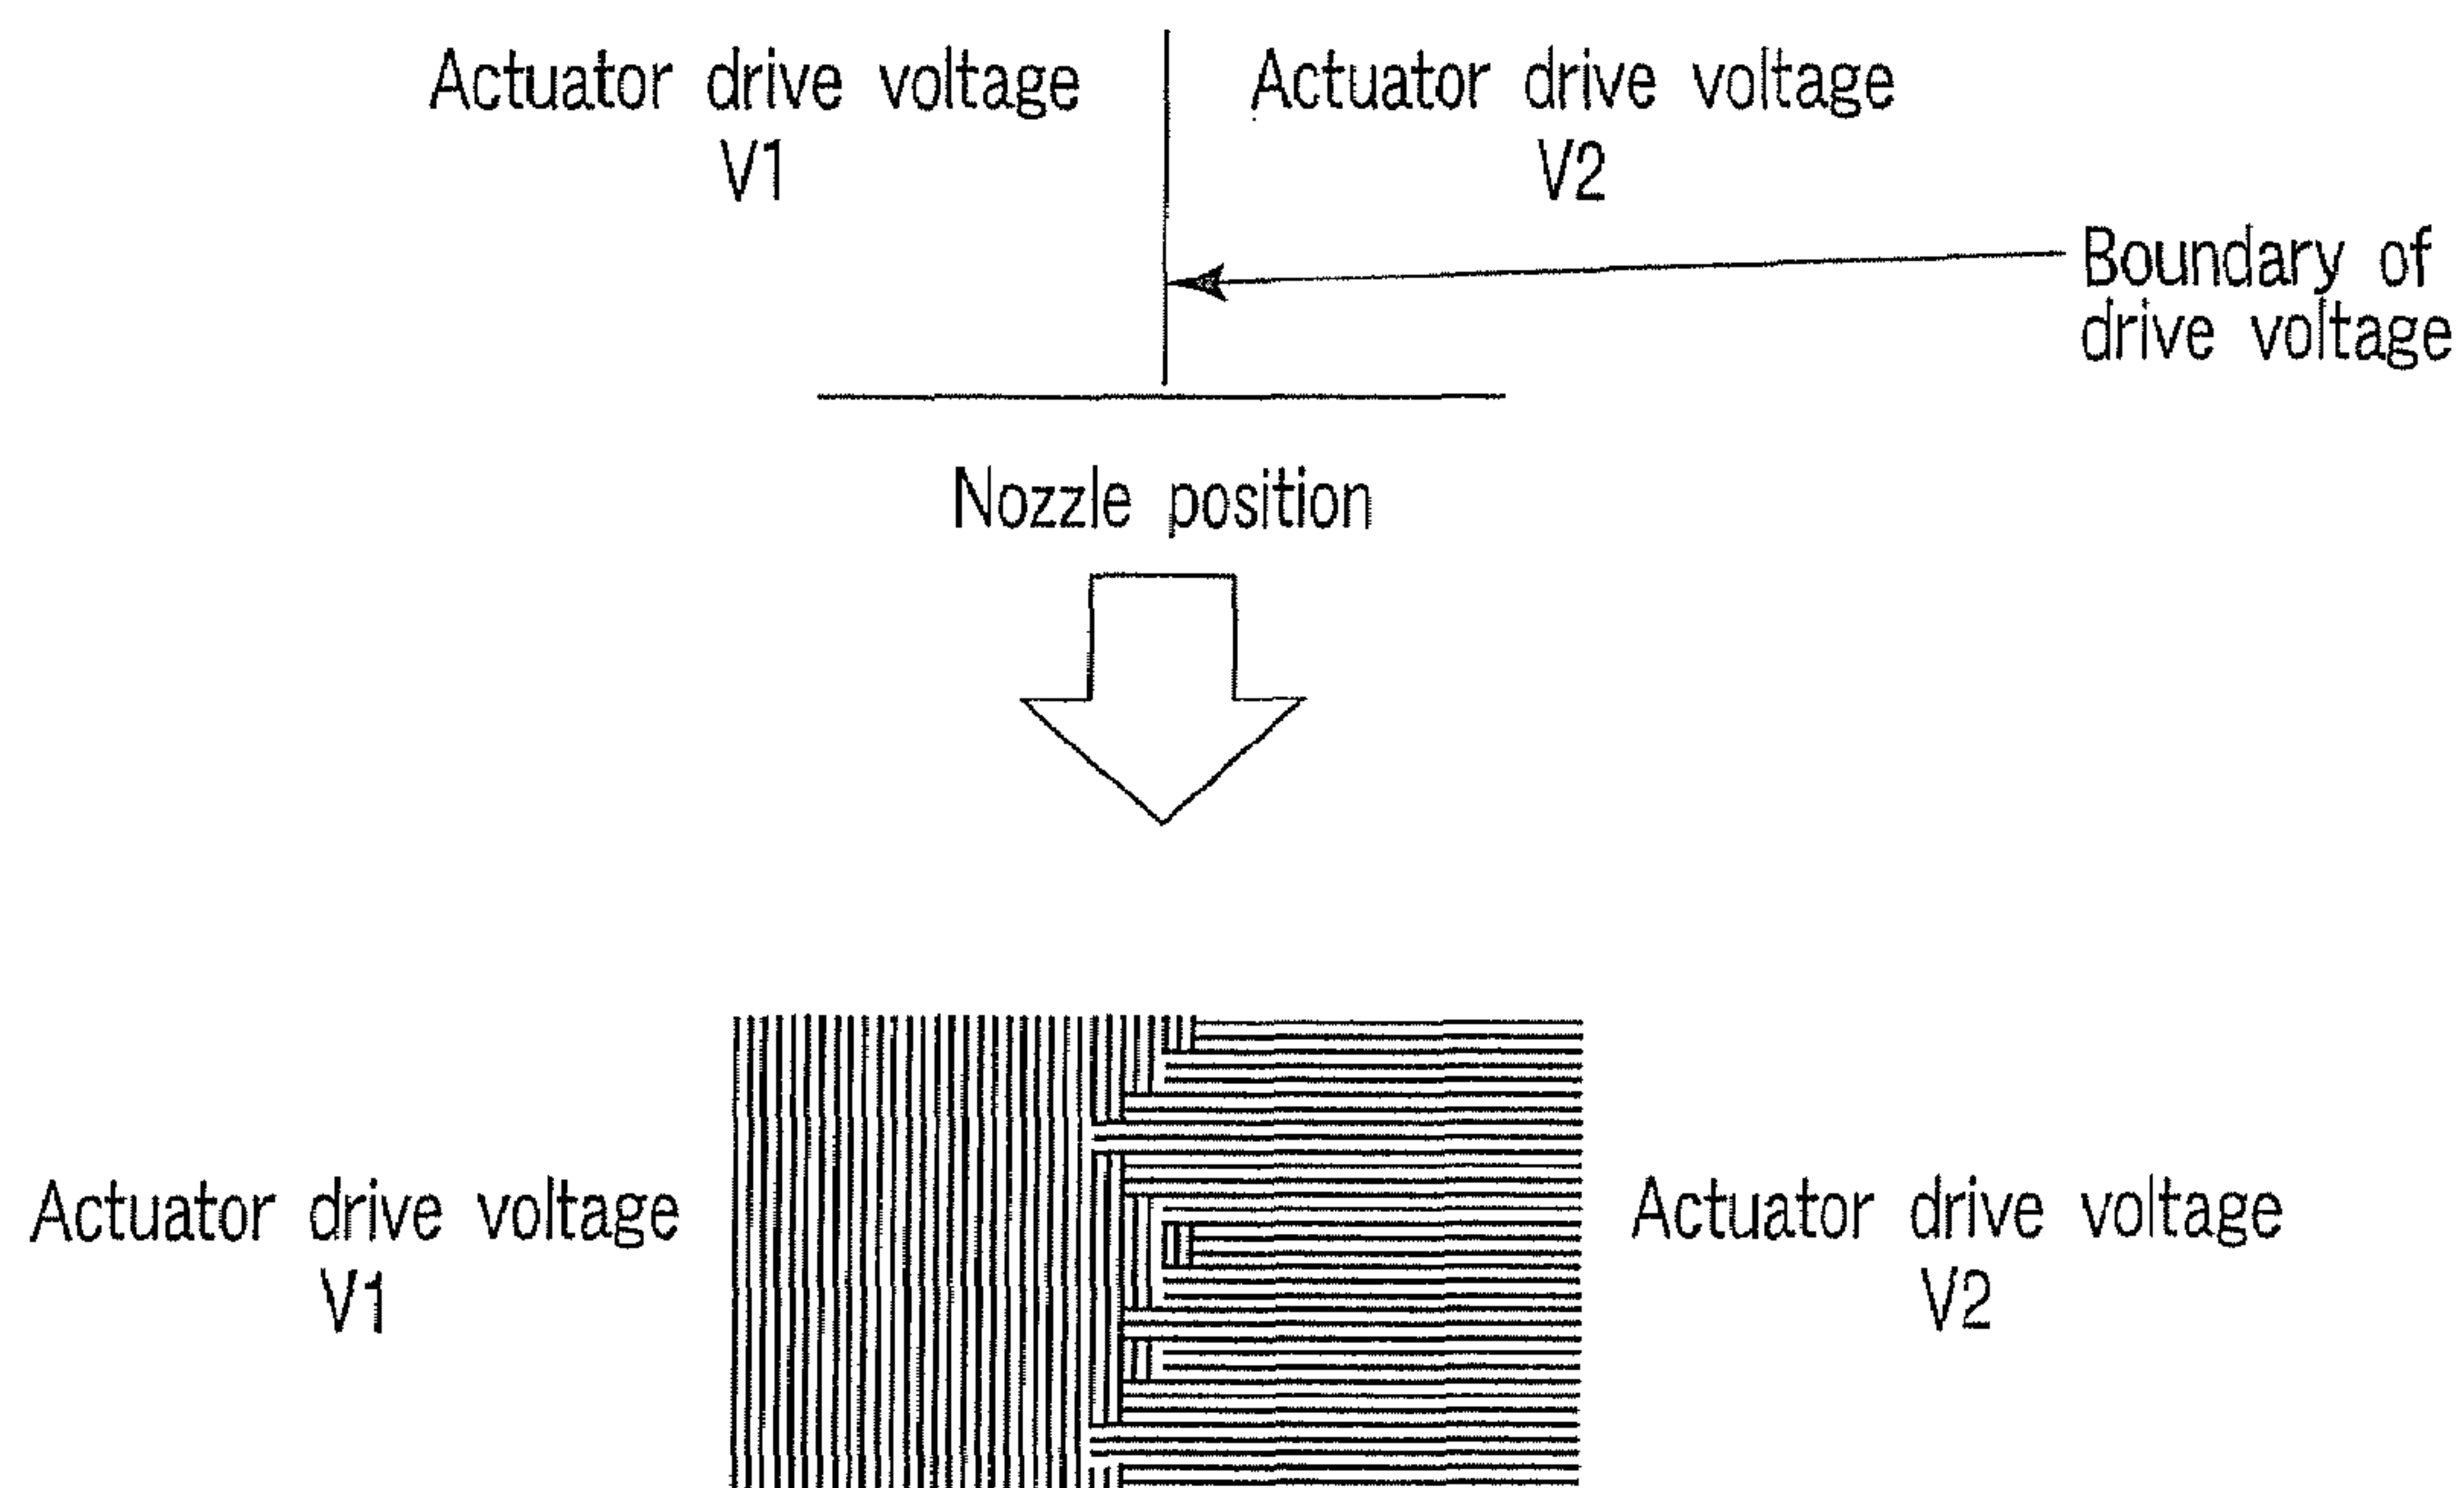 Actuator drive voltage
V1
Actuator drive voltage
V2
Boundary of
drive voltage
Nozzle position
Actuator drive voltage
V1
Actuator drive voltage
V2